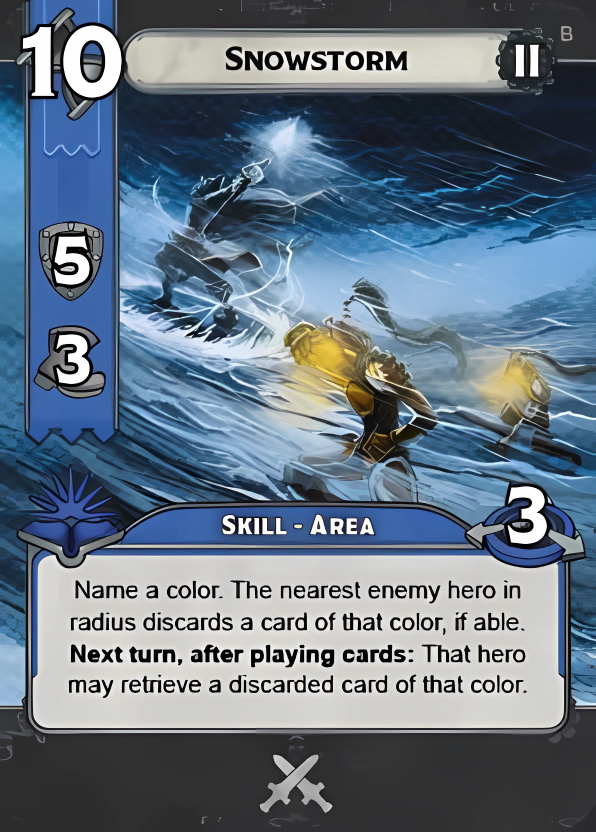 10
SNOWSTORM
II
B
5
3
SKILL - AREA
3
Name a color. The nearest enemy hero in
radius discards a card of that color, if able.
Next turn, after playing cards: That hero
may retrieve a discarded card of that color.